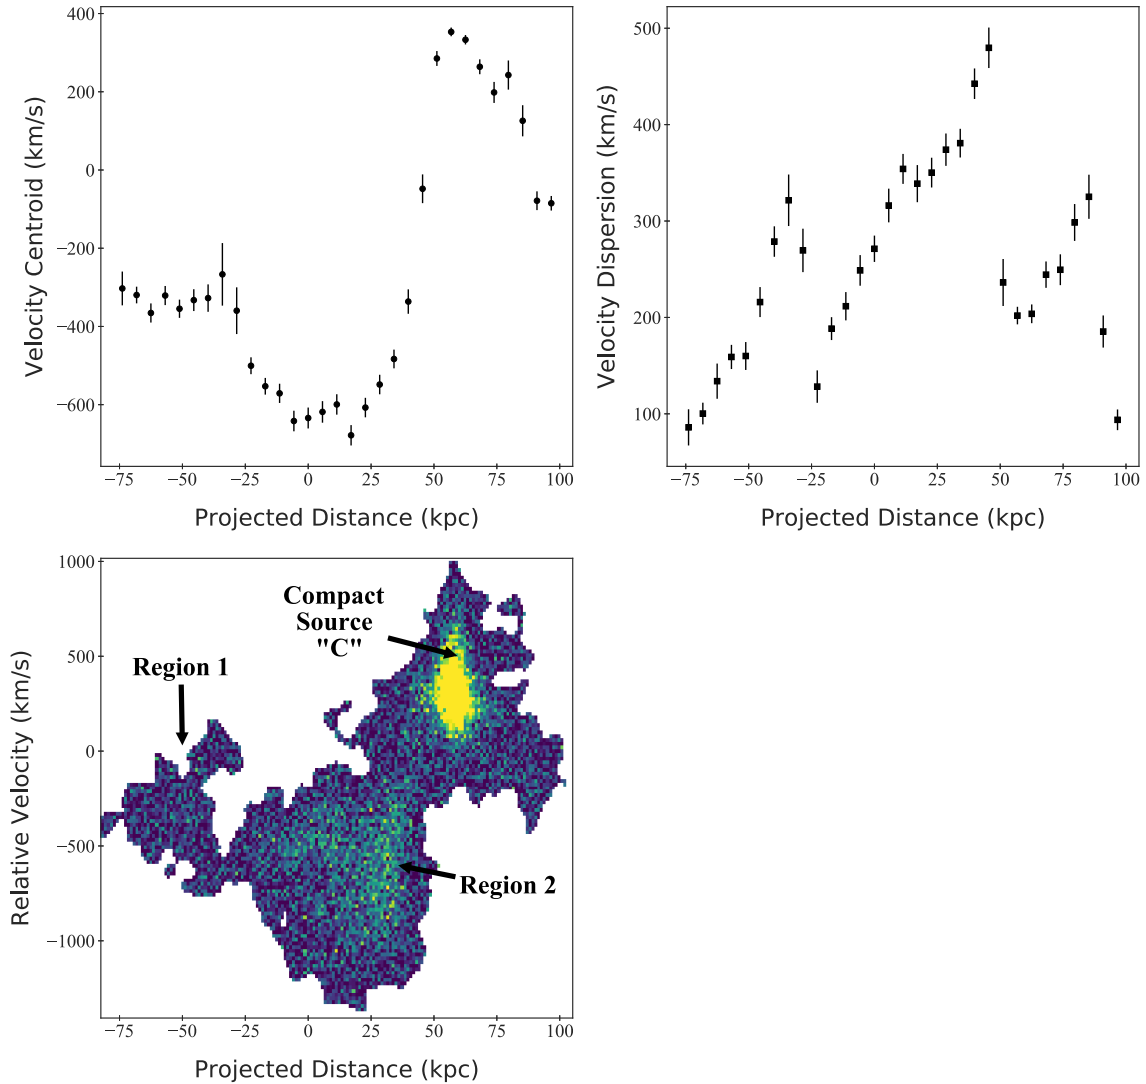 400
200
0
−200
−400
−600
Velocity Centroid (km/s)
−75 −50 −25 0 25 50 75 100
Projected Distance (kpc)
500
400
300
200
100
Velocity Dispersion (km/s)
−75 −50 −25 0 25 50 75 100
Projected Distance (kpc)
1000
500
0
−500
−1000
Relative Velocity (km/s)
Compact
Source
"C"
Region 1
Region 2
−75 −50 −25 0 25 50 75 100
Projected Distance (kpc)